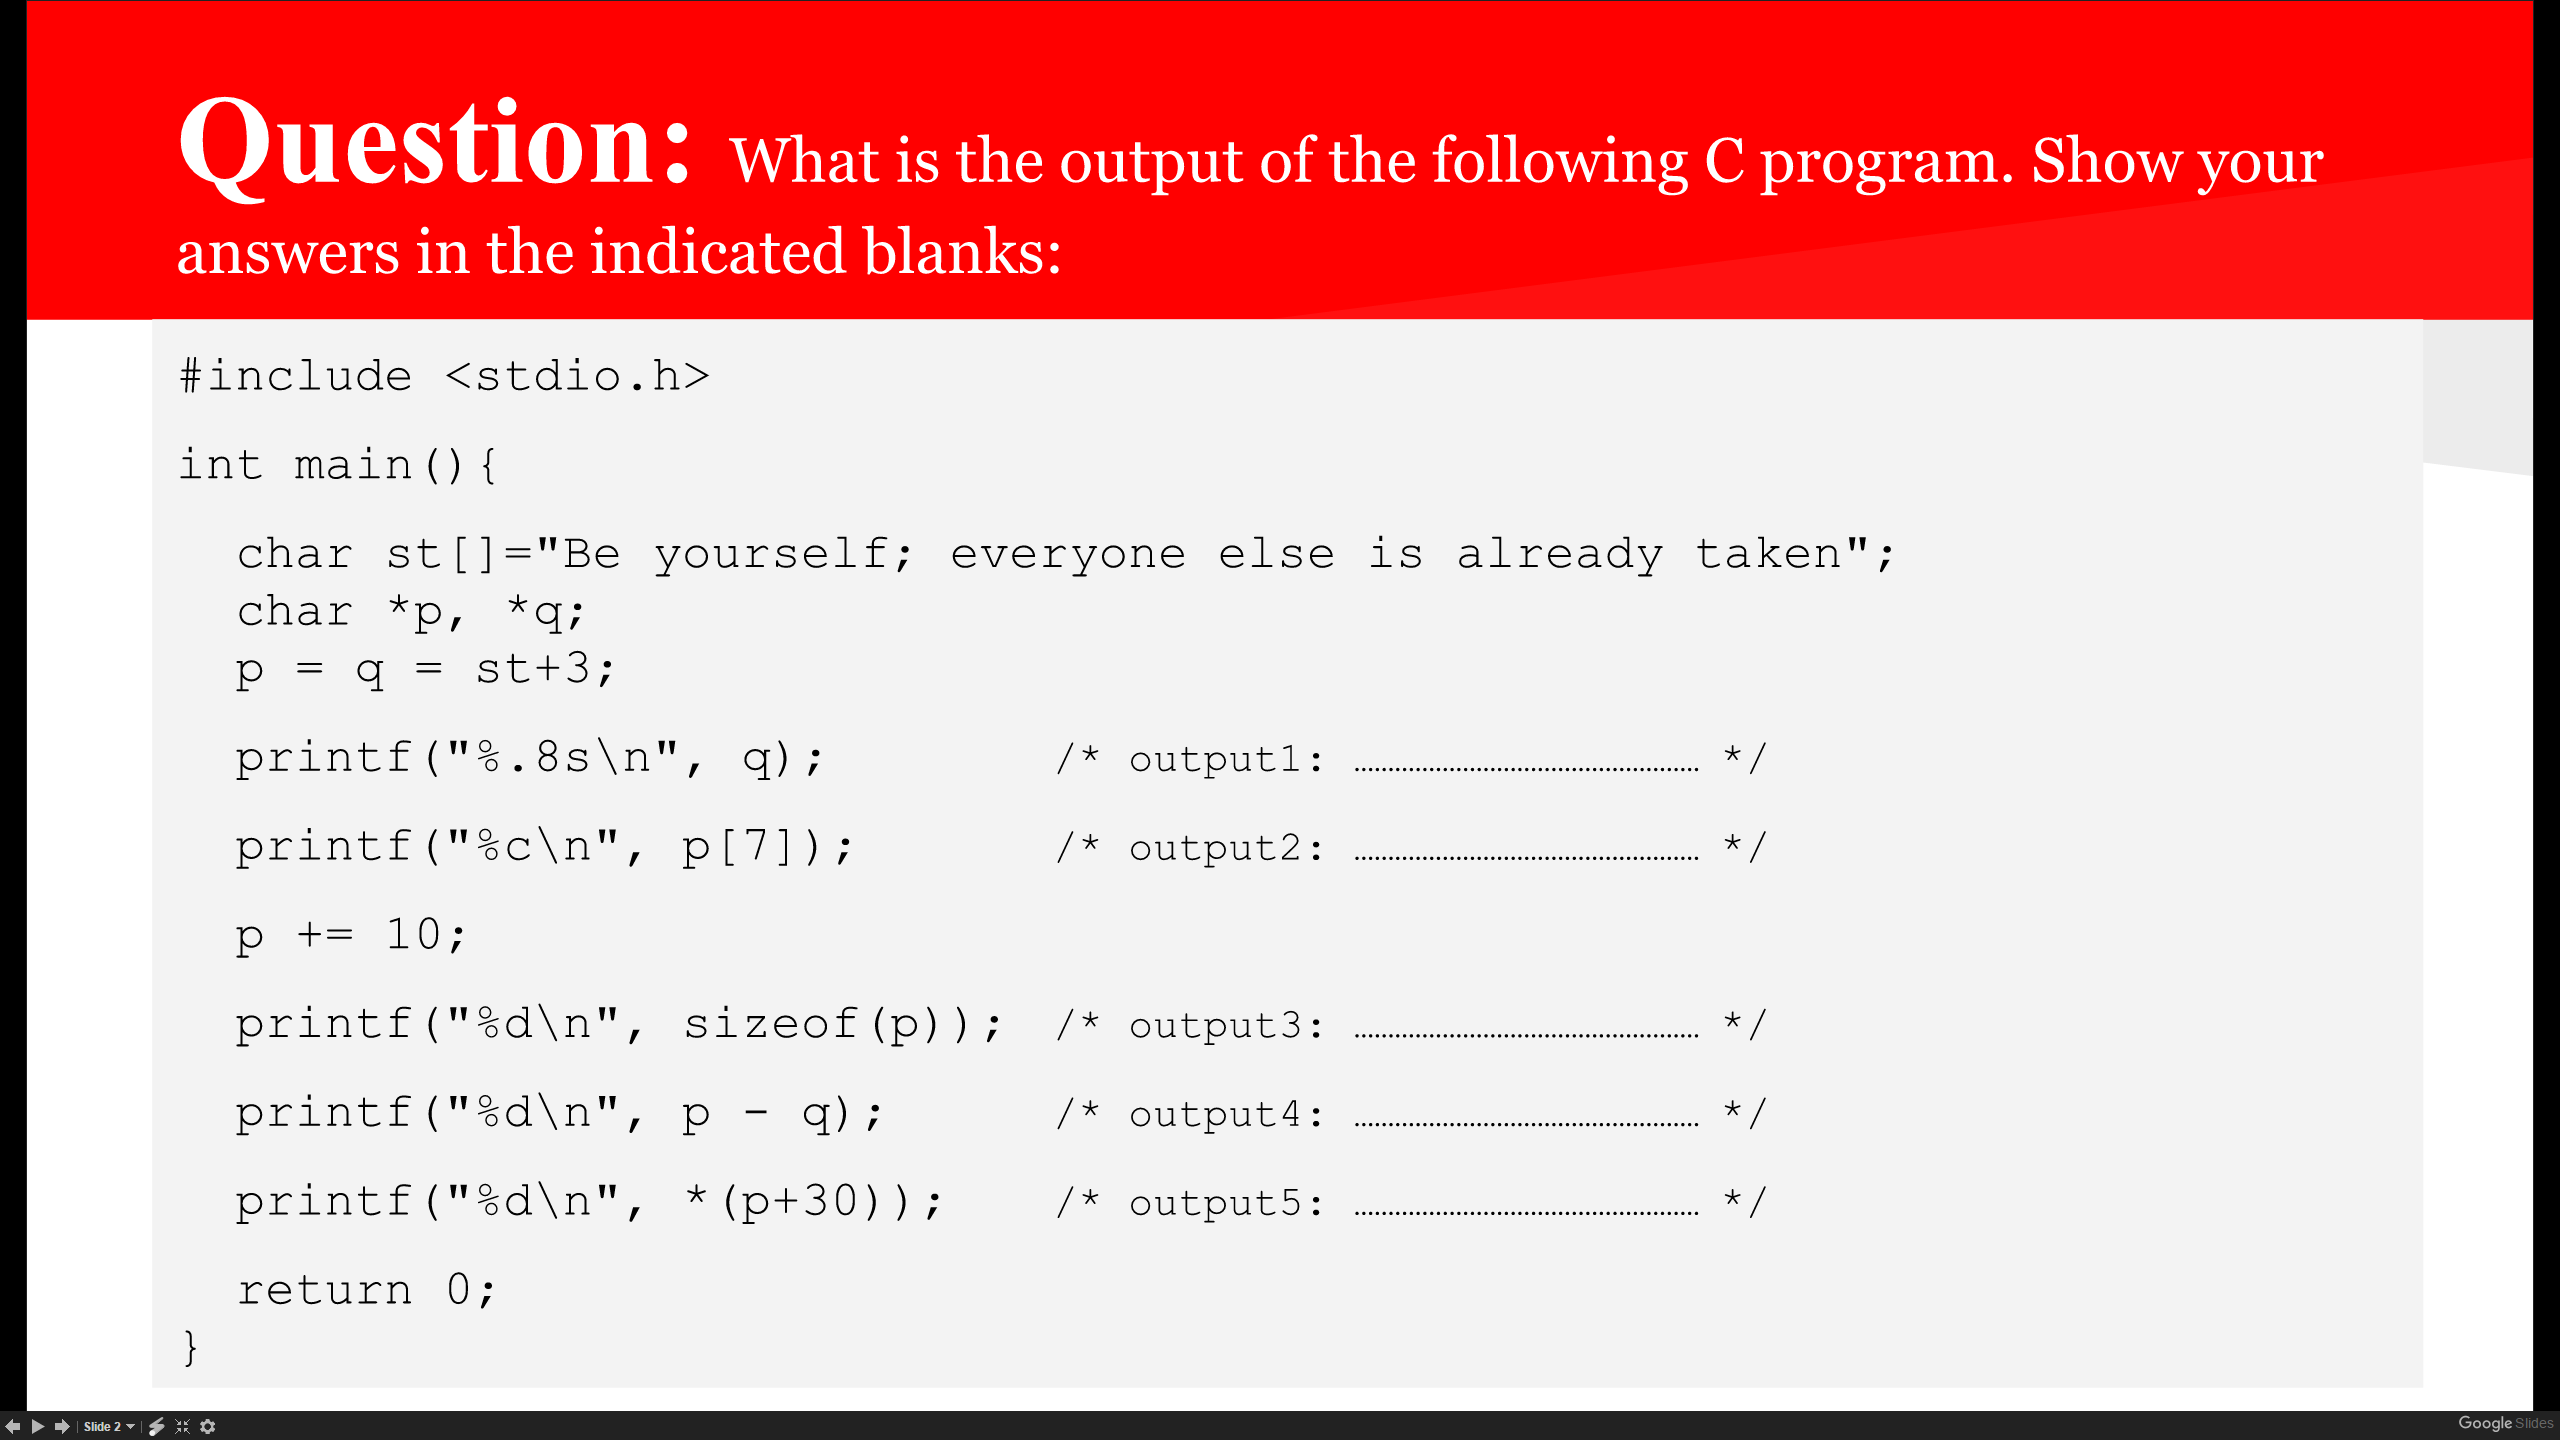 Question: What is the output of the following C program. Show your
answers in the indicated blanks:
#include <stdio.h>
int main(){
  char st[]="Be yourself; everyone else is already taken";
  char *p, *q;
  p = q = st+3;
  printf("%.8s\n", q);        /* output1: ................................................ */
  printf("%c\n", p[7]);       /* output2: ................................................ */
  p += 10;
  printf("%d\n", sizeof(p));  /* output3: ................................................ */
  printf("%d\n", p - q);      /* output4: ................................................ */
  printf("%d\n", *(p+30));    /* output5: ................................................ */
  return 0;
}
Slide 2
Google Slides